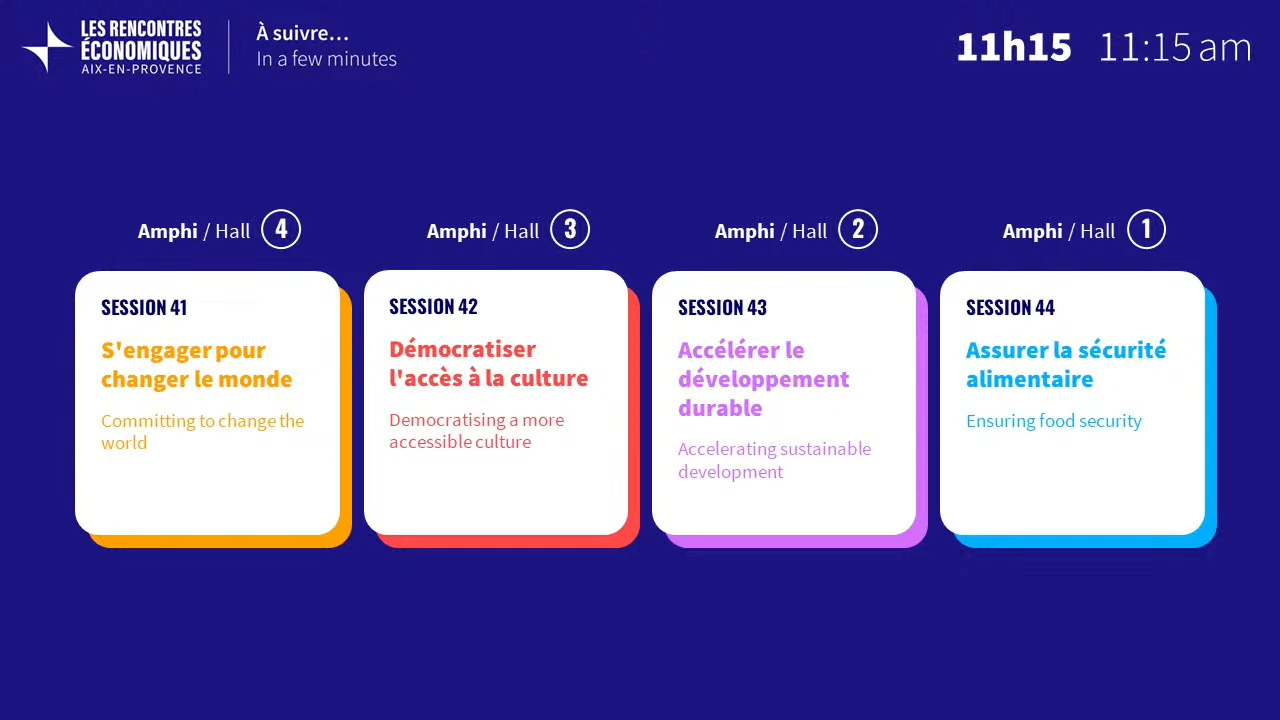 LES RENCONTRES
ÉCONOMIQUES
AIX-EN-PROVENCE
À suivre...
In a few minutes
11h15 11:15 am
Amphi / Hall 4
SESSION 41
S'engager pour
changer le monde
Committing to change the
world
Amphi / Hall 3
SESSION 42
Démocratiser
l'accès à la culture
Democratising a more
accessible culture
Amphi / Hall 2
SESSION 43
Accélérer le
développement
durable
Accelerating sustainable
development
Amphi / Hall 1
SESSION 44
Assurer la sécurité
alimentaire
Ensuring food security